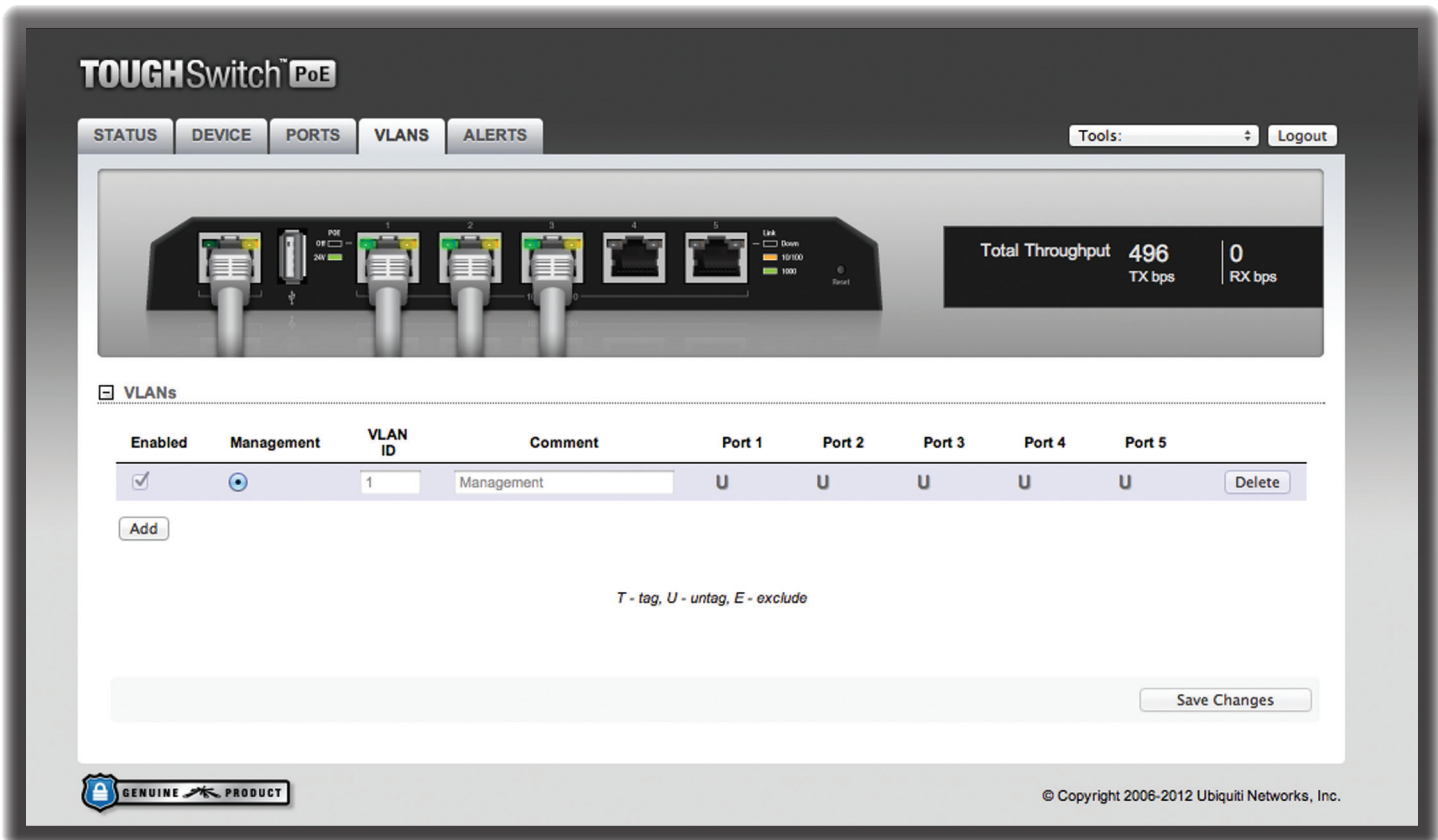 TOUGHSwitch™ PoE
STATUS DEVICE PORTS VLANS ALERTS Tools: Logout
POE
Off
24V
1 2 3 4 5
Link
Down
10/100
1000
Reset
Total Throughput 496 0
TX bps RX bps
VLANs
Enabled Management VLAN ID Comment Port 1 Port 2 Port 3 Port 4 Port 5
1 Management U U U U U Delete
Add
T - tag, U - untag, E - exclude
Save Changes
GENUINE PRODUCT
© Copyright 2006-2012 Ubiquiti Networks, Inc.